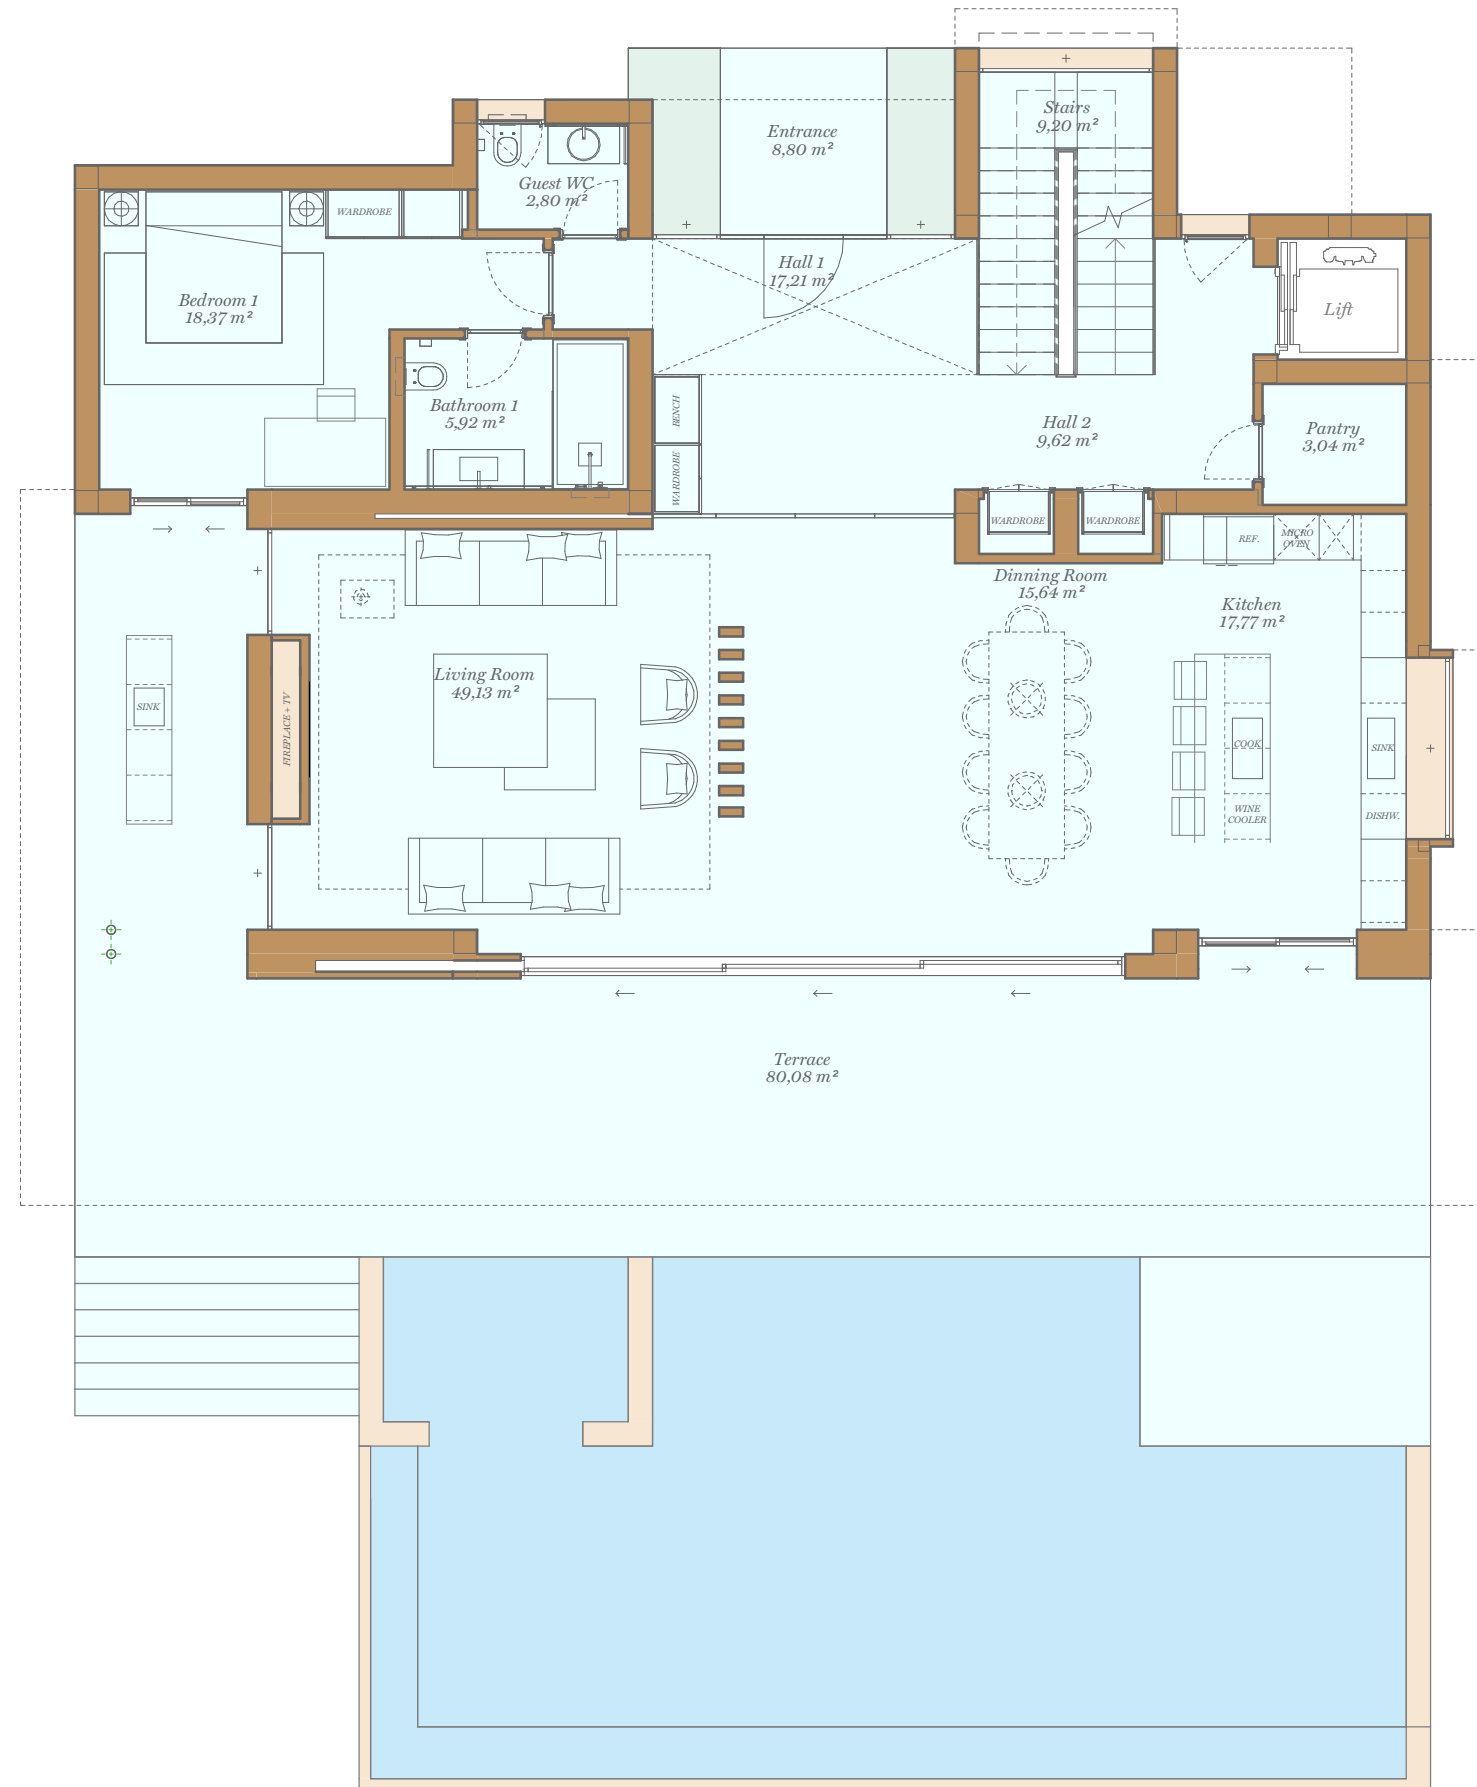 Stairs
9,20 m²
Entrance
8,80 m²
Guest WC
2,80 m²
WARDROBE
Hall 1
17,21 m²
Bedroom 1
18,37 m²
Lift
Bathroom 1
5,92 m²
BENCH
Hall 2
9,62 m²
Pantry
3,04 m²
WARDROBE
WARDROBE
WARDROBE
REF.
MICRO
OVEN
Dinning Room
15,64 m²
Kitchen
17,77 m²
Living Room
49,13 m²
SINK
FIREPLACE + TV
COOK
SINK
WINE
COOLER
DISHW.
Terrace
80,08 m²